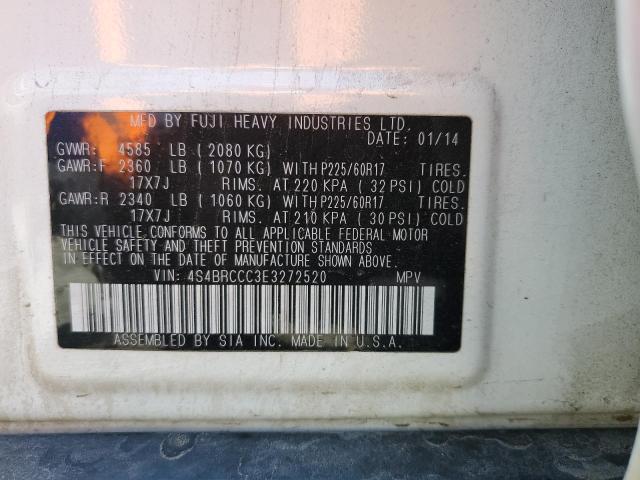 MFD BY FUJI HEAVY INDUSTRIES LTD.
DATE: 01/14
GVWR: 4585 LB ( 2080 KG)
GAWR:F 2360 LB ( 1070 KG) WITH P225/60R17 TIRES.
17X7J RIMS. AT 220 KPA ( 32 PSI) COLD
GAWR:R 2340 LB ( 1060 KG) WITH P225/60R17 TIRES.
17X7J RIMS. AT 210 KPA ( 30 PSI) COLD
THIS VEHICLE CONFORMS TO ALL APPLICABLE FEDERAL MOTOR
VEHICLE SAFETY AND THEFT PREVENTION STANDARDS
IN EFFECT ON THE DATE OF MANUFACTURE SHOWN ABOVE.
VIN: 4S4BRCCC3E3272520 MPV
ASSEMBLED BY SIA INC. MADE IN U.S.A.